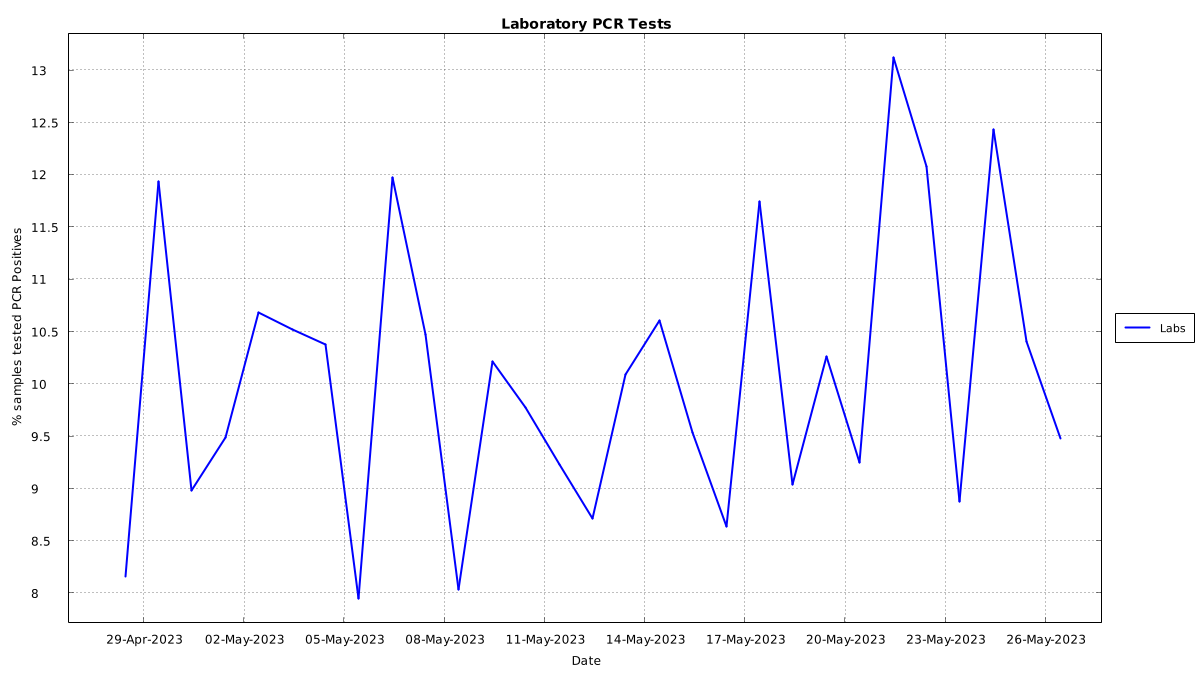 Laboratory PCR Tests
13
12.5
12
11.5
11
10.5
10
9.5
9
8.5
8
% samples tested PCR Positives
Labs
29-Apr-2023 02-May-2023 05-May-2023 08-May-2023 11-May-2023 14-May-2023 17-May-2023 20-May-2023 23-May-2023 26-May-2023
Date